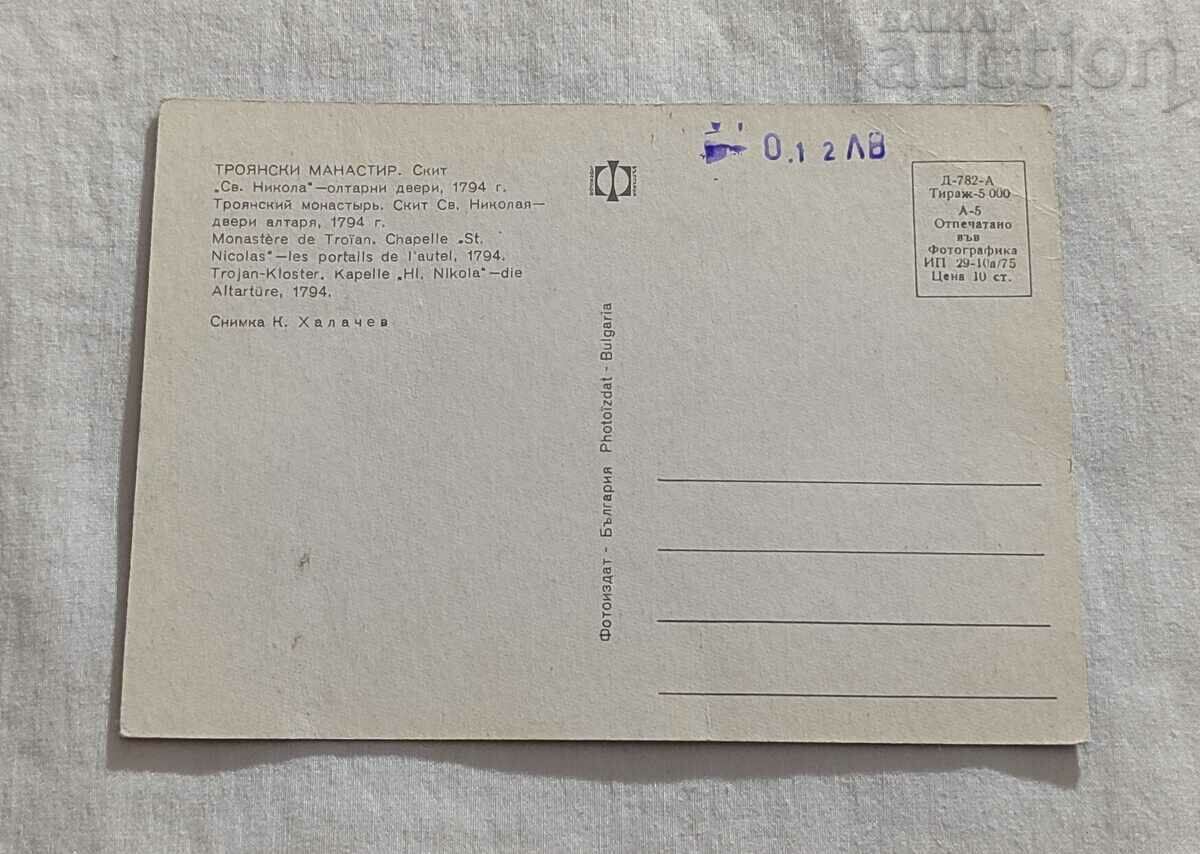 BALKAN
auction
0.12 ЛВ
ТРОЯНСКИ МАНАСТИР. Скит
„Св. Никола“—олтарни двери, 1794 г.
Троянский монастырь. Скит Св. Николая—
двери алтаря, 1794 г.
Monastère de Troïan. Chapelle „St.
Nicolas“—les portails de l'autel, 1794.
Trojan-Kloster. Kapelle „Hl. Nikola“—die
Altartüre, 1794.
Снимка К. Халачев
Фотоиздат - България Photoïzdat - Bulgaria
Д-782-А
Тираж-5 000
А-5
Отпечатано
във
Фотографика
ИП 29-10а/75
Цена 10 ст.